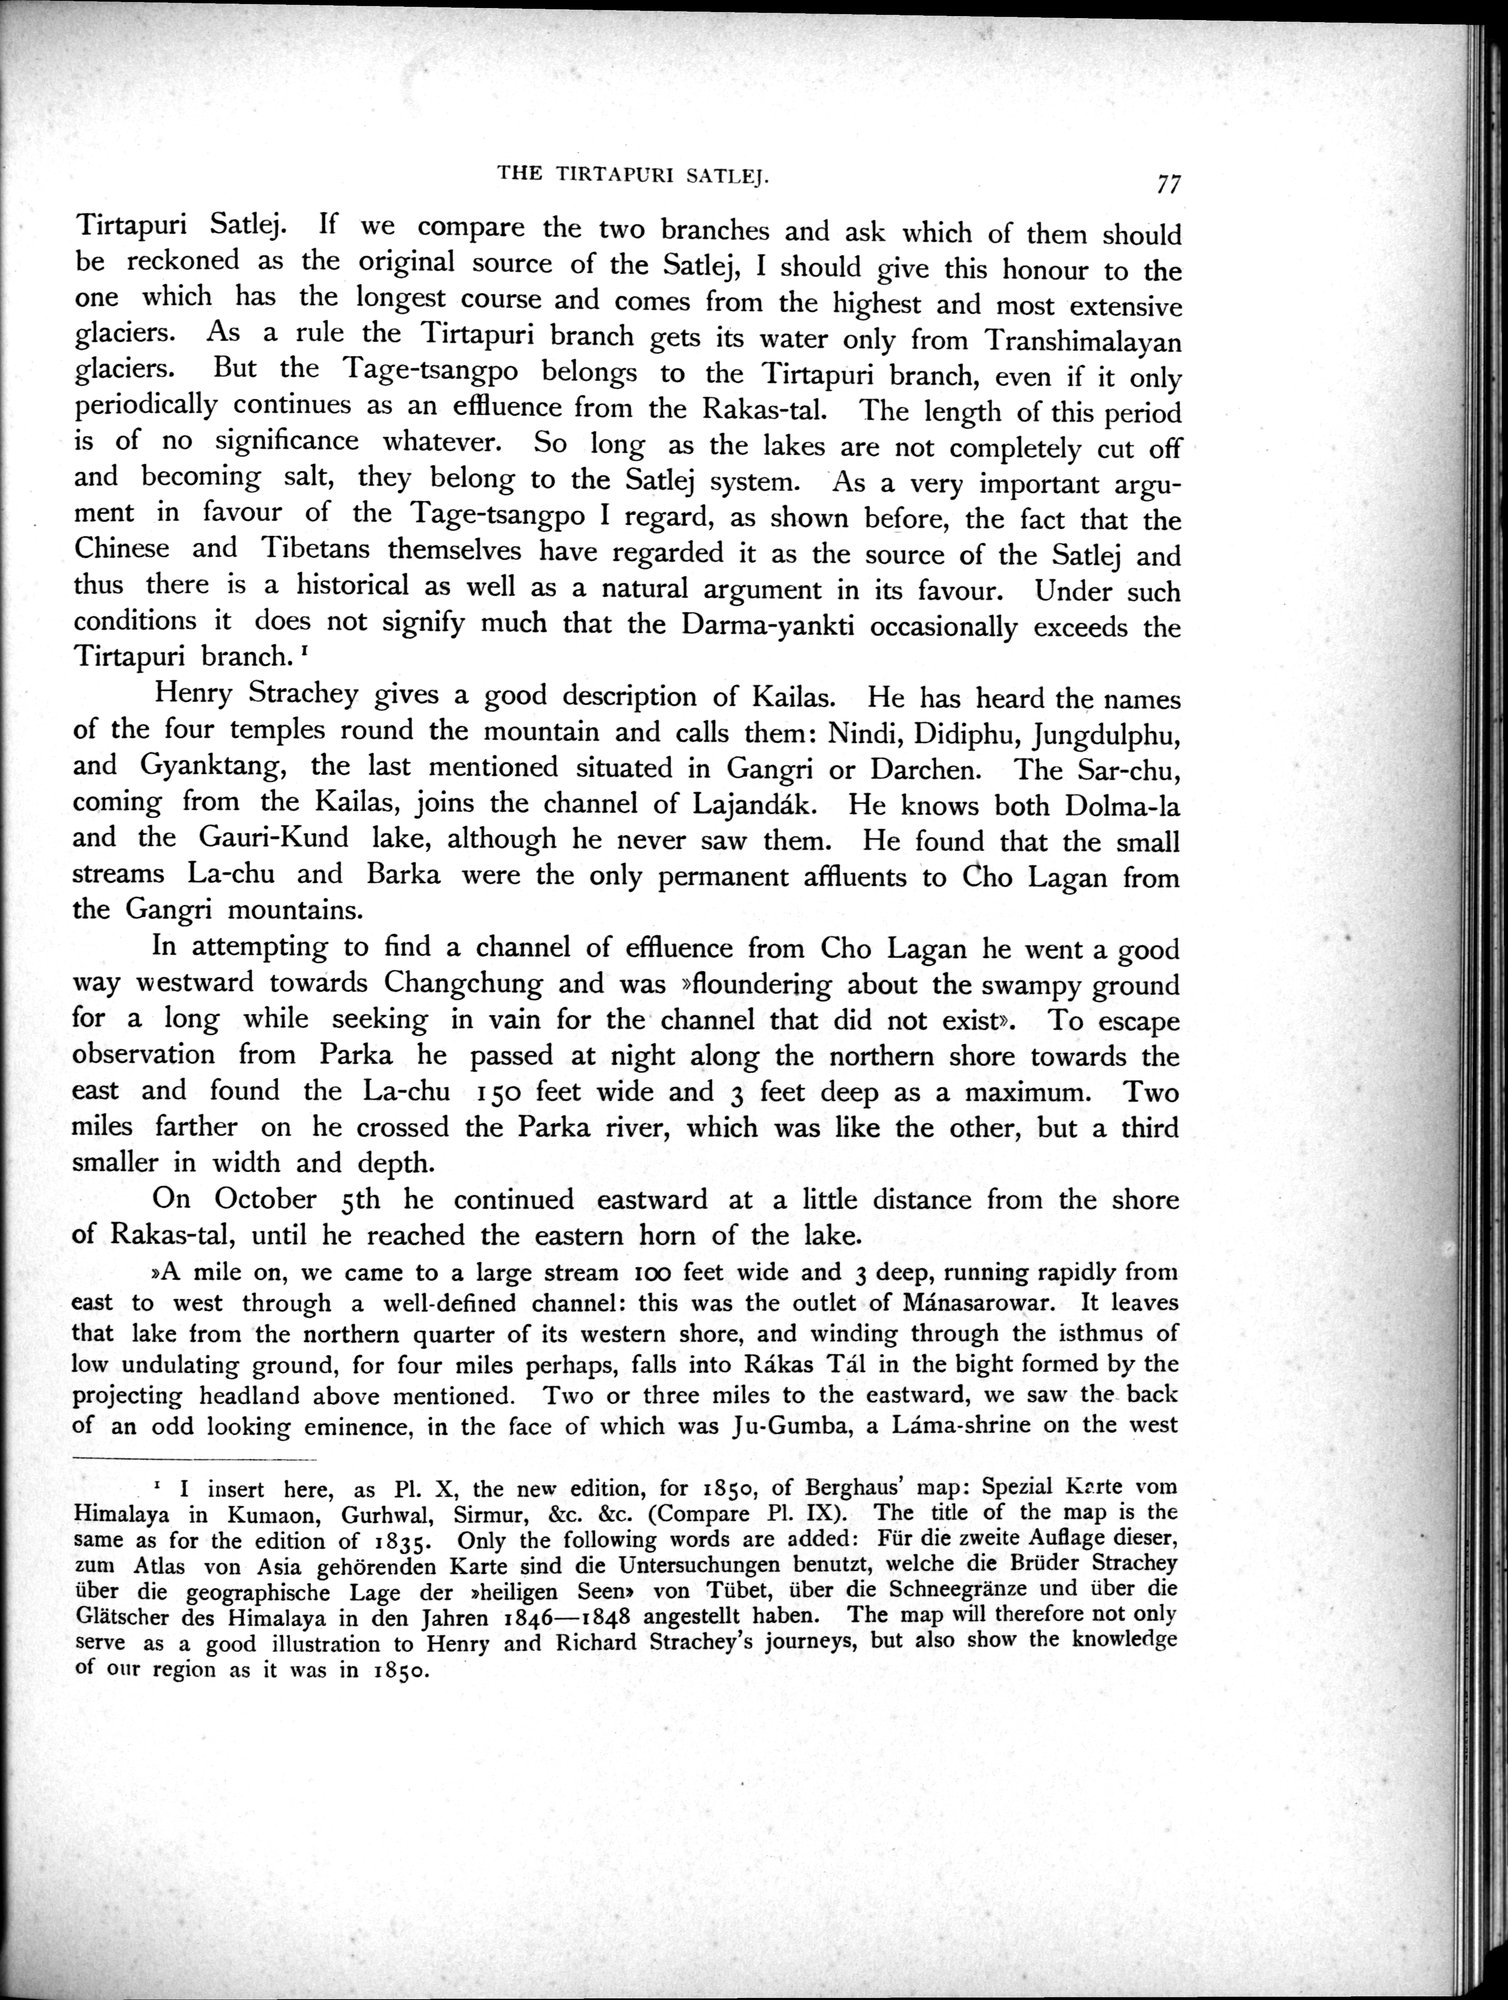 THE TIRTAPURI SATLEJ.
77
Tirtapuri Satlej. If we compare the two branches and ask which of them should
be reckoned as the original source of the Satlej, I should give this honour to the
one which has the longest course and comes from the highest and most extensive
glaciers. As a rule the Tirtapuri branch gets its water only from Transhimalayan
glaciers. But the Tage-tsangpo belongs to the Tirtapuri branch, even if it only
periodically continues as an effluence from the Rakas-tal. The length of this period
is of no significance whatever. So long as the lakes are not completely cut off
and becoming salt, they belong to the Satlej system. As a very important argu-
ment in favour of the Tage-tsangpo I regard, as shown before, the fact that the
Chinese and Tibetans themselves have regarded it as the source of the Satlej and
thus there is a historical as well as a natural argument in its favour. Under such
conditions it does not signify much that the Darma-yankti occasionally exceeds the
Tirtapuri branch. ¹
Henry Strachey gives a good description of Kailas. He has heard the names
of the four temples round the mountain and calls them: Nindi, Didiphu, Jungdulphu,
and Gyanktang, the last mentioned situated in Gangri or Darchen. The Sar-chu,
coming from the Kailas, joins the channel of Lajandák. He knows both Dolma-la
and the Gauri-Kund lake, although he never saw them. He found that the small
streams La-chu and Barka were the only permanent affluents to Cho Lagan from
the Gangri mountains.
In attempting to find a channel of effluence from Cho Lagan he went a good
way westward towards Changchung and was »floundering about the swampy ground
for a long while seeking in vain for the channel that did not exist». To escape
observation from Parka he passed at night along the northern shore towards the
east and found the La-chu 150 feet wide and 3 feet deep as a maximum. Two
miles farther on he crossed the Parka river, which was like the other, but a third
smaller in width and depth.
On October 5th he continued eastward at a little distance from the shore
of Rakas-tal, until he reached the eastern horn of the lake.
»A mile on, we came to a large stream 100 feet wide and 3 deep, running rapidly from
east to west through a well-defined channel: this was the outlet of Mánasarowar. It leaves
that lake from the northern quarter of its western shore, and winding through the isthmus of
low undulating ground, for four miles perhaps, falls into Rákas Tál in the bight formed by the
projecting headland above mentioned. Two or three miles to the eastward, we saw the back
of an odd looking eminence, in the face of which was Ju-Gumba, a Láma-shrine on the west
¹ I insert here, as Pl. X, the new edition, for 1850, of Berghaus' map: Spezial Karte vom
Himalaya in Kumaon, Gurhwal, Sirmur, &c. &c. (Compare Pl. IX). The title of the map is the
same as for the edition of 1835. Only the following words are added: Für die zweite Auflage dieser,
zum Atlas von Asia gehörenden Karte sind die Untersuchungen benutzt, welche die Brüder Strachey
über die geographische Lage der »heiligen Seen» von Tübet, über die Schneegränze und über die
Glätscher des Himalaya in den Jahren 1846—1848 angestellt haben. The map will therefore not only
serve as a good illustration to Henry and Richard Strachey's journeys, but also show the knowledge
of our region as it was in 1850.